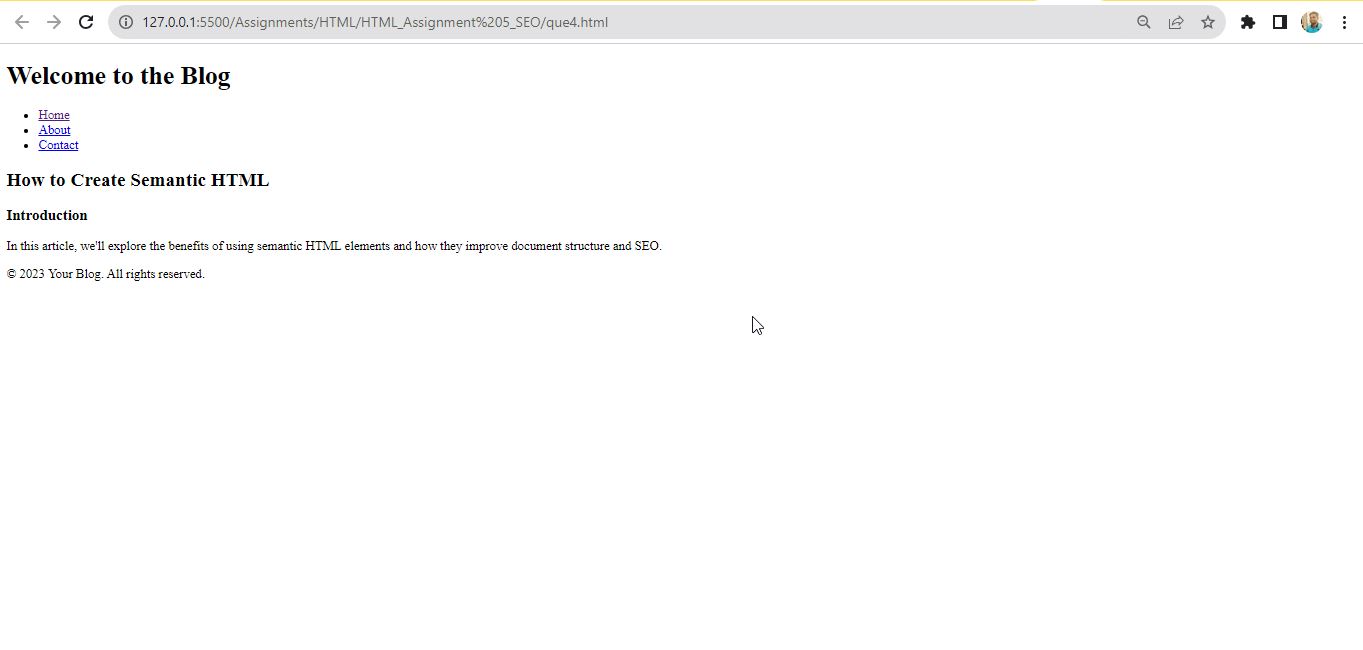 127.0.0.1:5500/Assignments/HTML/HTML_Assignment%205_SEO/que4.html
Welcome to the Blog
Home
About
Contact
How to Create Semantic HTML
Introduction
In this article, we'll explore the benefits of using semantic HTML elements and how they improve document structure and SEO.
© 2023 Your Blog. All rights reserved.